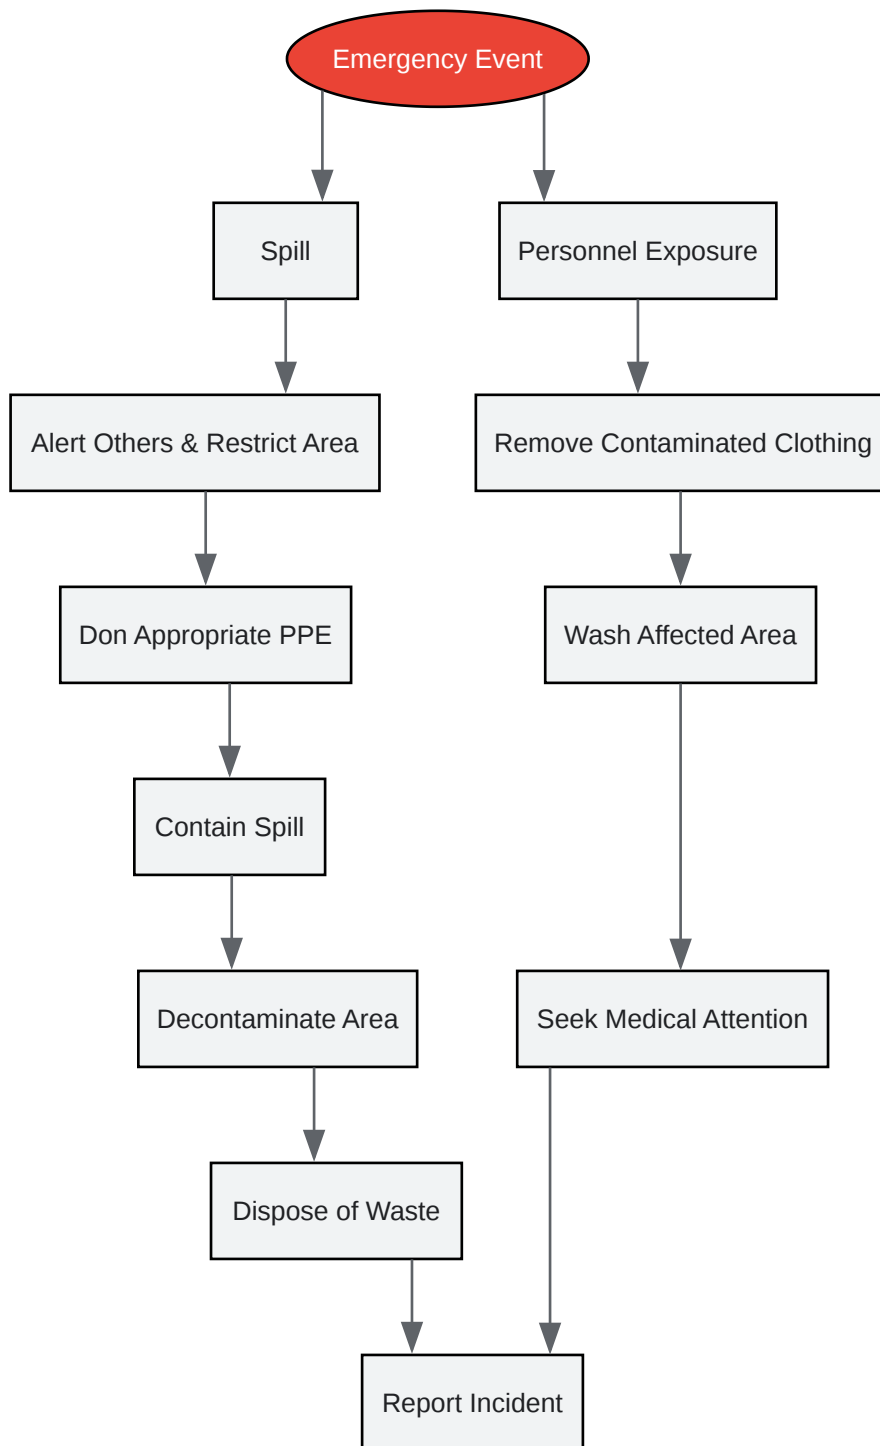 Emergency Event
Spill
Personnel Exposure
Alert Others & Restrict Area
Remove Contaminated Clothing
Don Appropriate PPE
Wash Affected Area
Contain Spill
Decontaminate Area
Seek Medical Attention
Dispose of Waste
Report Incident